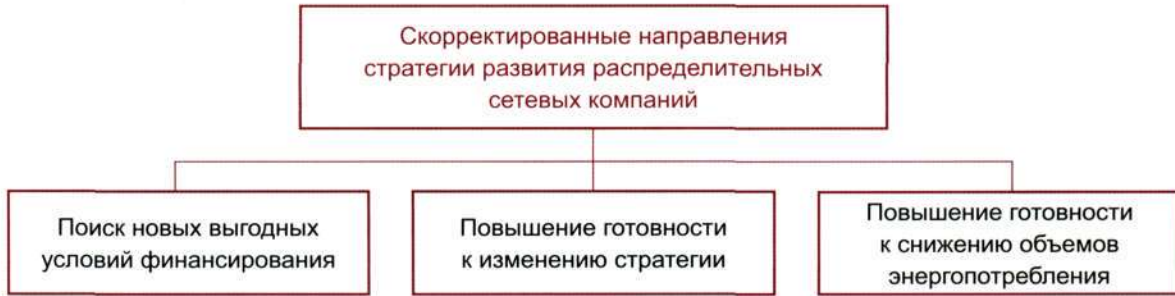 Скорректированные направления
стратегии развития распределительных
сетевых компаний
Поиск новых выгодных
условий финансирования
Повышение готовности
к изменению стратегии
Повышение готовности
к снижению объемов
энергопотребления